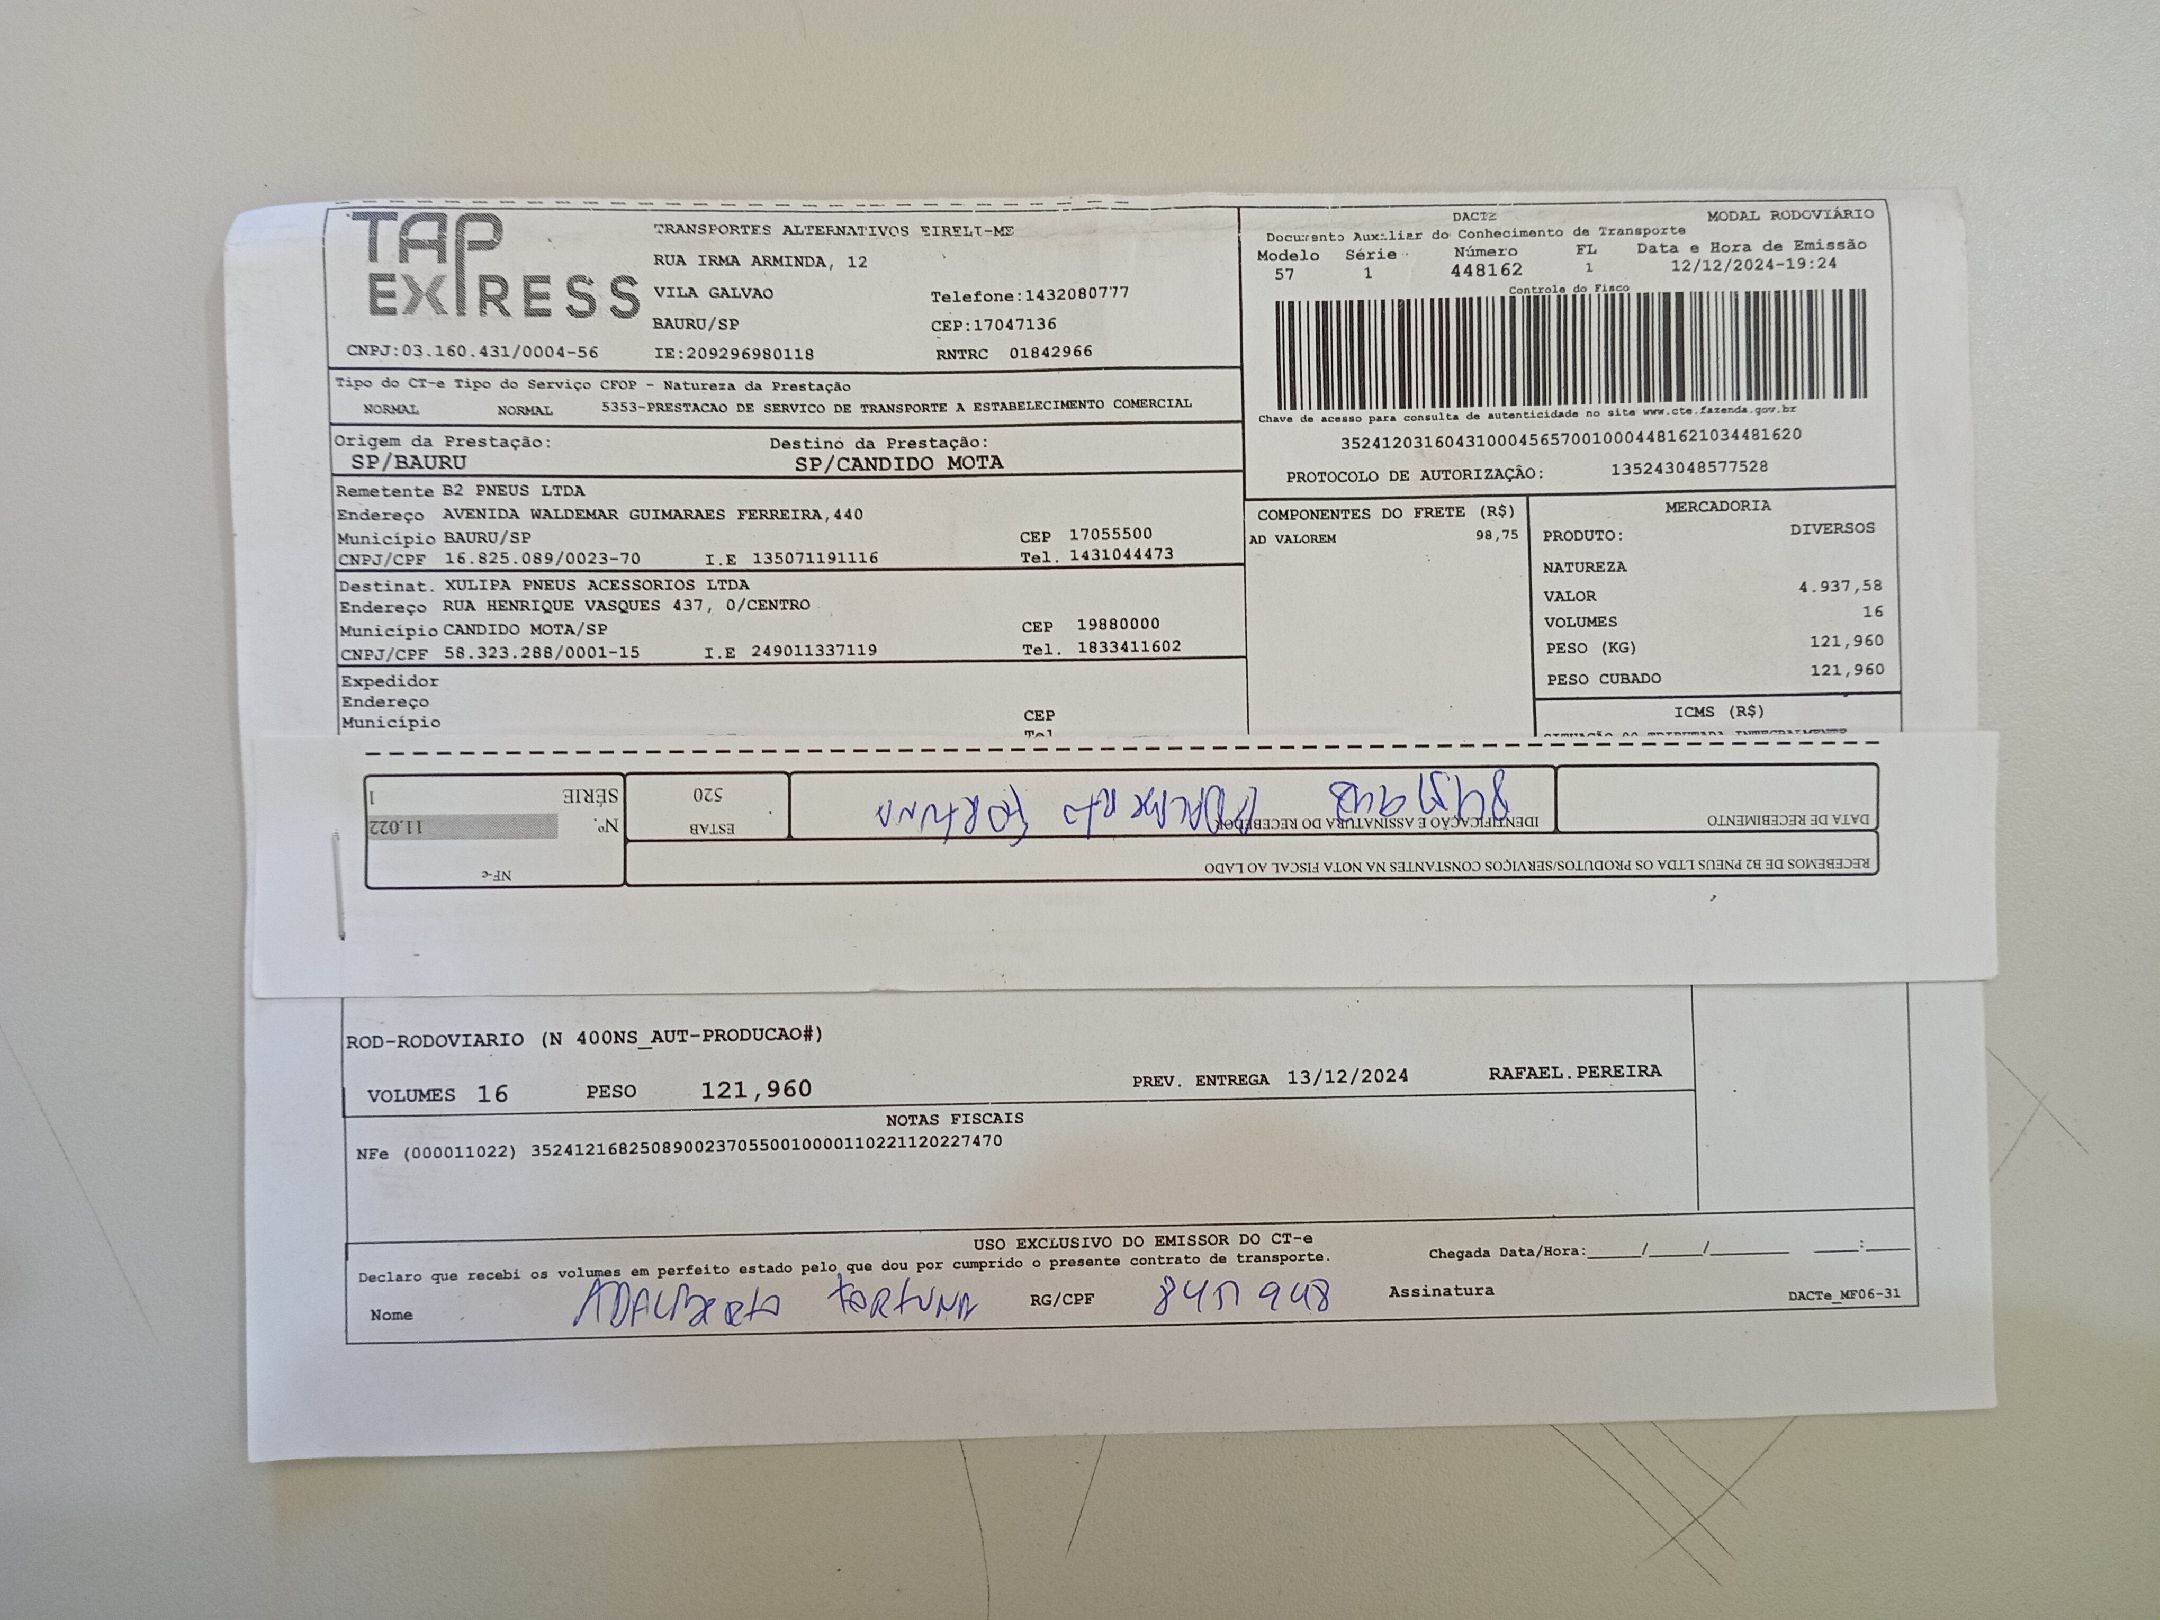 TAP EXPRESS
TRANSPORTES ALTERNATIVOS EIRELI-ME
RUA IRMA ARMINDA, 12
VILA GALVAO Telefone:1432080777
BAURU/SP CEP:17047136
CNPJ:03.160.431/0004-56 IE:209296980118 RNTRC 01842966
DACTE MODAL RODOVIÁRIO
Documento Auxiliar do Conhecimento de Transporte
Modelo Série Número FL Data e Hora de Emissão
57 1 448162 1 12/12/2024-19:24
Controle do Fisco
Chave de acesso para consulta de autenticidade no site www.cte.fazenda.gov.br
35241203160431000456570010004481621034481620
PROTOCOLO DE AUTORIZAÇÃO: 135243048577528
Tipo do CT-e Tipo do Serviço CFOP - Natureza da Prestação
NORMAL NORMAL 5353-PRESTACAO DE SERVICO DE TRANSPORTE A ESTABELECIMENTO COMERCIAL
Origem da Prestação: Destino da Prestação:
SP/BAURU SP/CANDIDO MOTA
Remetente B2 PNEUS LTDA
Endereço AVENIDA WALDEMAR GUIMARAES FERREIRA,440
Município BAURU/SP CEP 17055500
CNPJ/CPF 16.825.089/0023-70 I.E 135071191116 Tel. 1431044473
Destinat. XULIPA PNEUS ACESSORIOS LTDA
Endereço RUA HENRIQUE VASQUES 437, 0/CENTRO
Município CANDIDO MOTA/SP CEP 19880000
CNPJ/CPF 58.323.288/0001-15 I.E 249011337119 Tel. 1833411602
Expedidor
Endereço
Município CEP
COMPONENTES DO FRETE (R$)
AD VALOREM 98,75
MERCADORIA
PRODUTO: DIVERSOS
NATUREZA
VALOR 4.937,58
VOLUMES 16
PESO (KG) 121,960
PESO CUBADO 121,960
ICMS (R$)
RECEBEMOS DE B2 PNEUS LTDA OS PRODUTOS/SERVIÇOS CONSTANTES NA NOTA FISCAL AO LADO
NF-e
DATA DE RECEBIMENTO
IDENTIFICAÇÃO E ASSINATURA DO RECEBEDOR
ADALBERTO FORTUNA
ESTAB
520
Nº. 11.022
SÉRIE 1
ROD-RODOVIARIO (N 400NS_AUT-PRODUCAO#)
VOLUMES 16 PESO 121,960 PREV. ENTREGA 13/12/2024 RAFAEL.PEREIRA
NOTAS FISCAIS
NFe (000011022) 35241216825089002370550010000110221120227470
USO EXCLUSIVO DO EMISSOR DO CT-e
Declaro que recebi os volumes em perfeito estado pelo que dou por cumprido o presente contrato de transporte.
Chegada Data/Hora:____/____/______ ___:___
Nome ADALBERTO FORTUNA RG/CPF Assinatura
DACTe_MF06-31